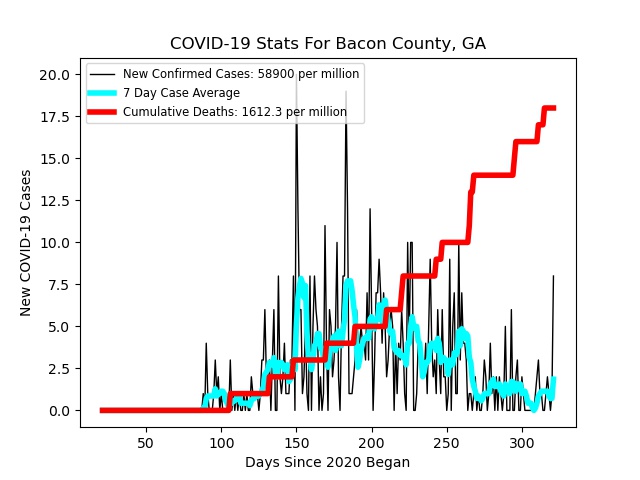 COVID-19 Stats For Bacon County, GA
New Confirmed Cases: 58900 per million
7 Day Case Average
Cumulative Deaths: 1612.3 per million
New COVID-19 Cases
20.0
17.5
15.0
12.5
10.0
7.5
5.0
2.5
0.0
50 100 150 200 250 300
Days Since 2020 Began